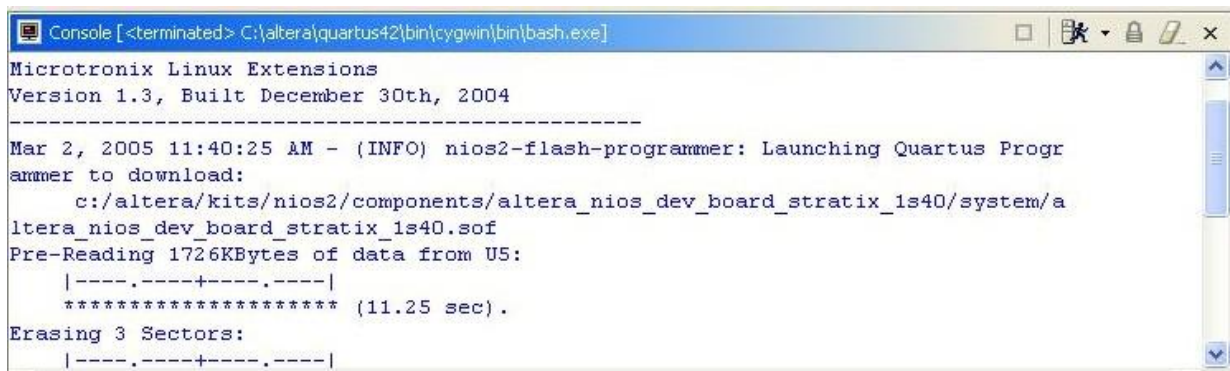 Console [<terminated> C:\altera\quartus42\bin\cygwin\bin\bash.exe]
Microtronix Linux Extensions
Version 1.3, Built December 30th, 2004
------------------------------------------------
Mar 2, 2005 11:40:25 AM - (INFO) nios2-flash-programmer: Launching Quartus Progr
ammer to download:
    c:/altera/kits/nios2/components/altera_nios_dev_board_stratix_1s40/system/a
ltera_nios_dev_board_stratix_1s40.sof
Pre-Reading 1726KBytes of data from U5:
    |----.----+----.----|
    ********************* (11.25 sec).
Erasing 3 Sectors:
    |----.----+----.----|